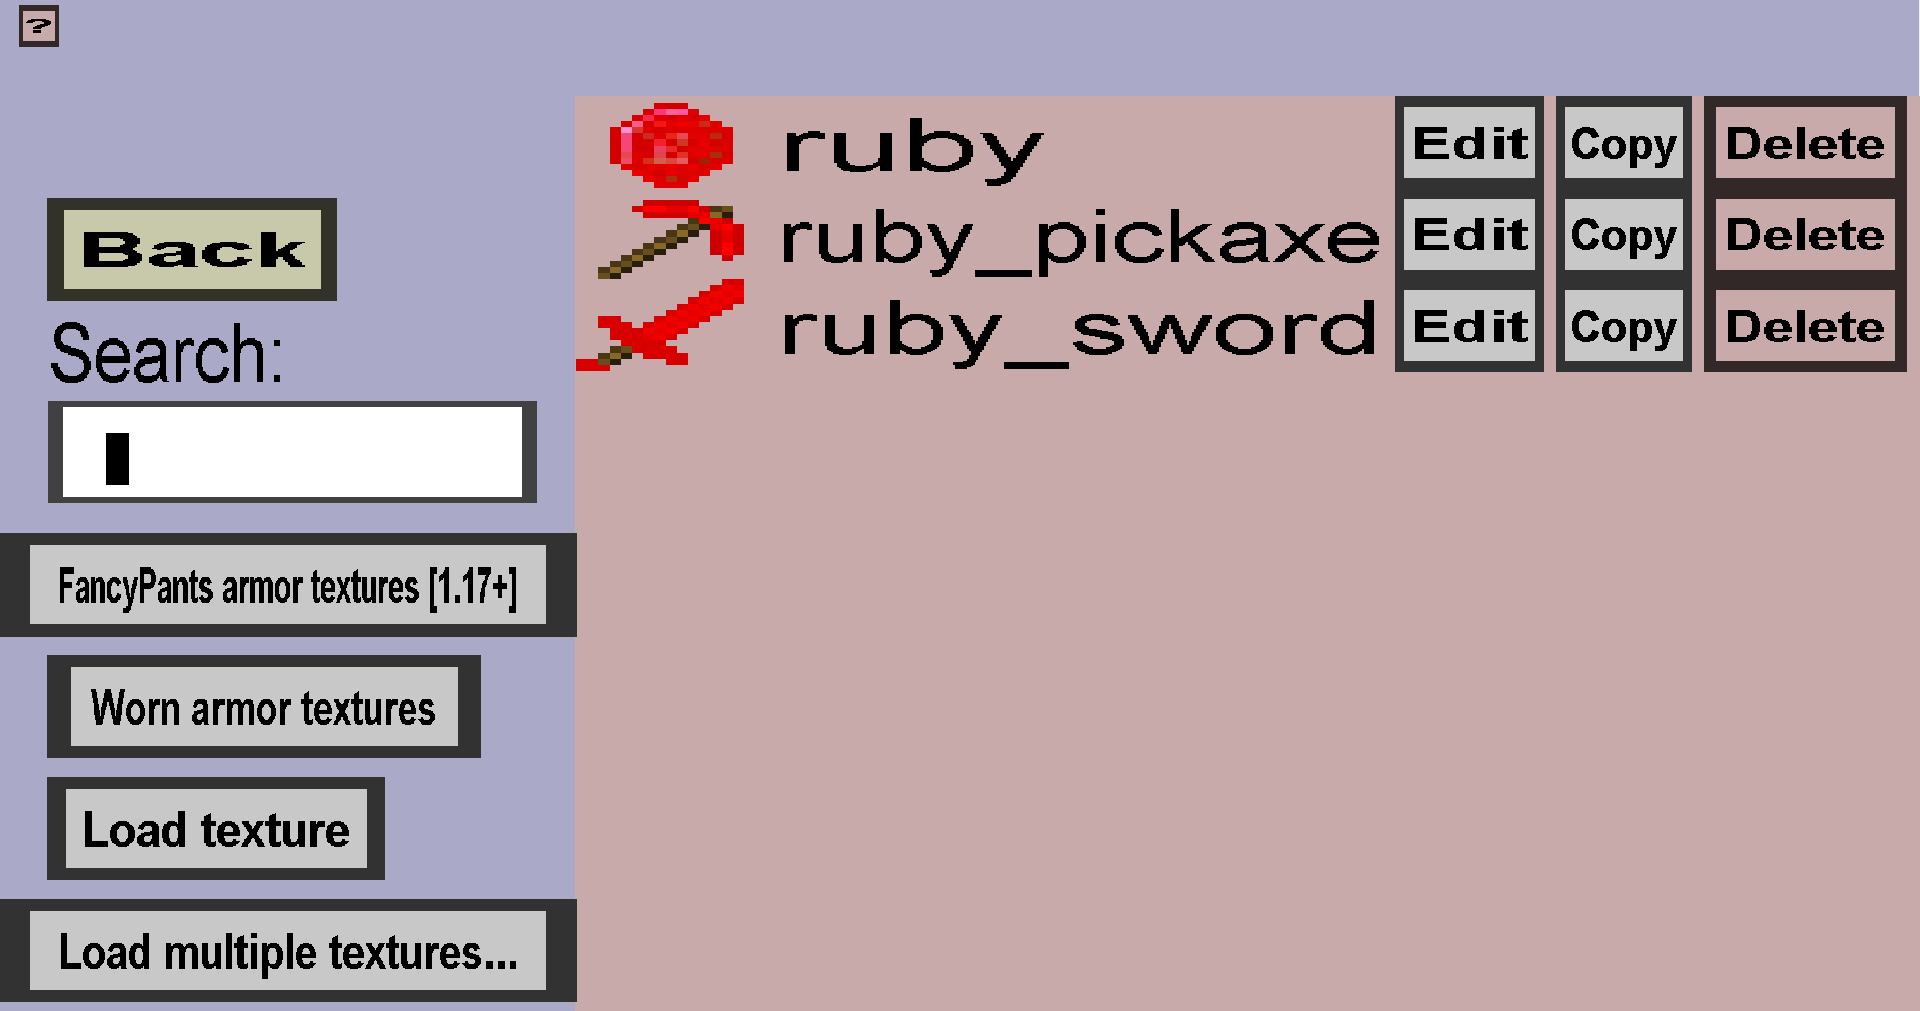 ?
Back
Search:
FancyPants armor textures [1.17+]
Worn armor textures
Load texture
Load multiple textures...
ruby Edit Copy Delete
ruby_pickaxe Edit Copy Delete
ruby_sword Edit Copy Delete